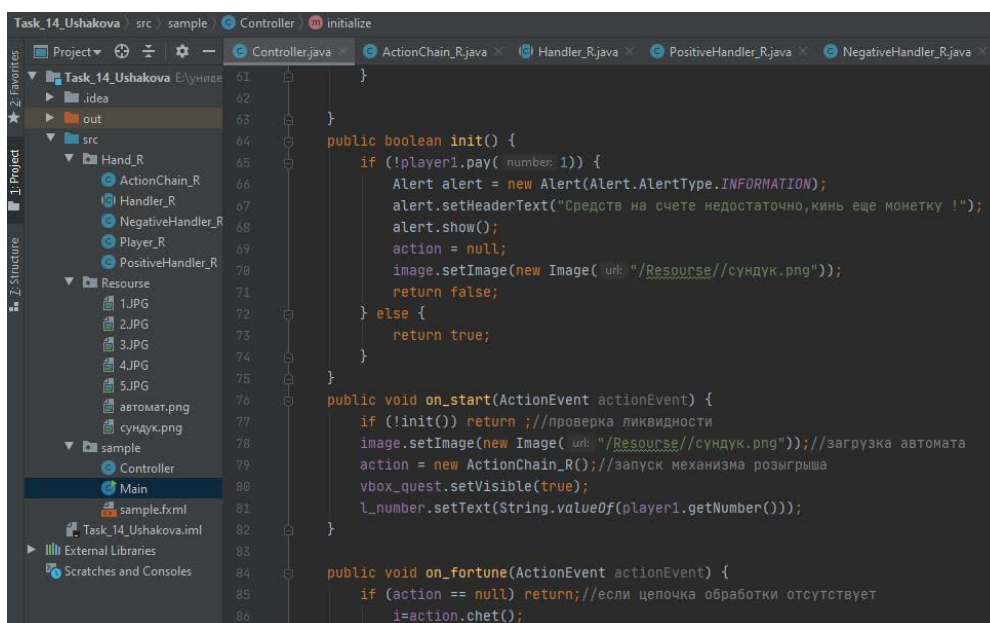 Task_14_Ushakova 〉 src 〉 sample 〉 Controller 〉 initialize
Project
Controller.java × ActionChain_R.java × Handler_R.java × PositiveHandler_R.java × NegativeHandler_R.java ×
2: Favorites
1: Project
7: Structure
Task_14_Ushakova E:\униве
.idea
out
src
Hand_R
ActionChain_R
Handler_R
NegativeHandler_R
Player_R
PositiveHandler_R
Resourse
1.JPG
2.JPG
3.JPG
4.JPG
5.JPG
автомат.png
сундук.png
sample
Controller
Main
sample.fxml
Task_14_Ushakova.iml
External Libraries
Scratches and Consoles
61 }
62
63 }
64 public boolean init() {
65 if (!player1.pay( number: 1)) {
66 Alert alert = new Alert(Alert.AlertType.INFORMATION);
67 alert.setHeaderText("Средств на счете недостаточно,кинь еще монетку !");
68 alert.show();
69 action = null;
70 image.setImage(new Image( url: "/Resourse//сундук.png"));
71 return false;
72 } else {
73 return true;
74 }
75 }
76 public void on_start(ActionEvent actionEvent) {
77 if (!init()) return ;//проверка ликвидности
78 image.setImage(new Image( url: "/Resourse//сундук.png"));//загрузка автомата
79 action = new ActionChain_R();//запуск механизма розыгрыша
80 vbox_quest.setVisible(true);
81 l_number.setText(String.valueOf(player1.getNumber()));
82 }
83
84 public void on_fortune(ActionEvent actionEvent) {
85 if (action == null) return;//если цепочка обработки отсутствует
86 i=action.chet();